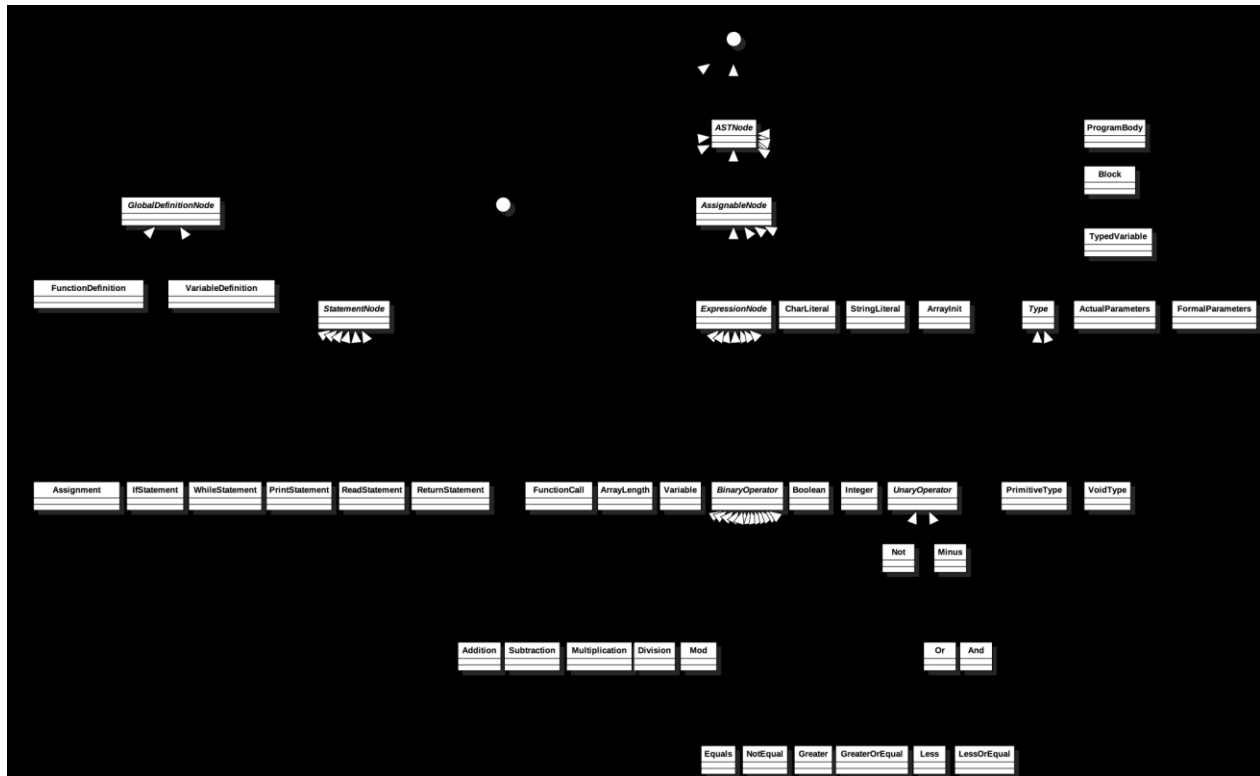 ASTNode
ProgramBody
Block
GlobalDefinitionNode
AssignableNode
TypedVariable
FunctionDefinition
VariableDefinition
StatementNode
ExpressionNode
CharLiteral
StringLiteral
ArrayInit
Type
ActualParameters
FormalParameters
Assignment
IfStatement
WhileStatement
PrintStatement
ReadStatement
ReturnStatement
FunctionCall
ArrayLength
Variable
BinaryOperator
Boolean
Integer
UnaryOperator
PrimitiveType
VoidType
Not
Minus
Addition
Subtraction
Multiplication
Division
Mod
Or
And
Equals
NotEqual
Greater
GreaterOrEqual
Less
LessOrEqual